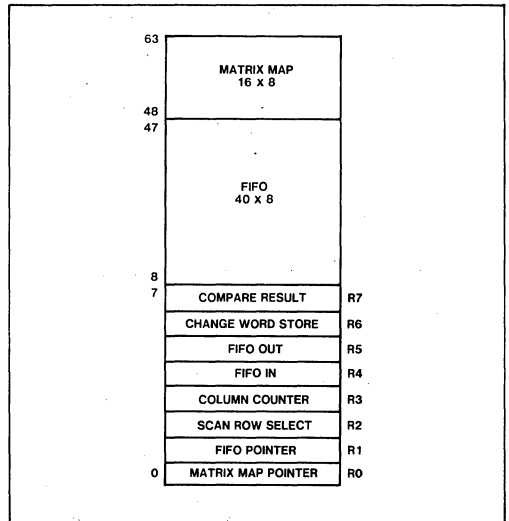 63
MATRIX MAP
16 X 8
48
47
FIFO
40 X 8
8
7 COMPARE RESULT R7
CHANGE WORD STORE R6
FIFO OUT R5
FIFO IN R4
COLUMN COUNTER R3
SCAN ROW SELECT R2
FIFO POINTER R1
0 MATRIX MAP POINTER R0